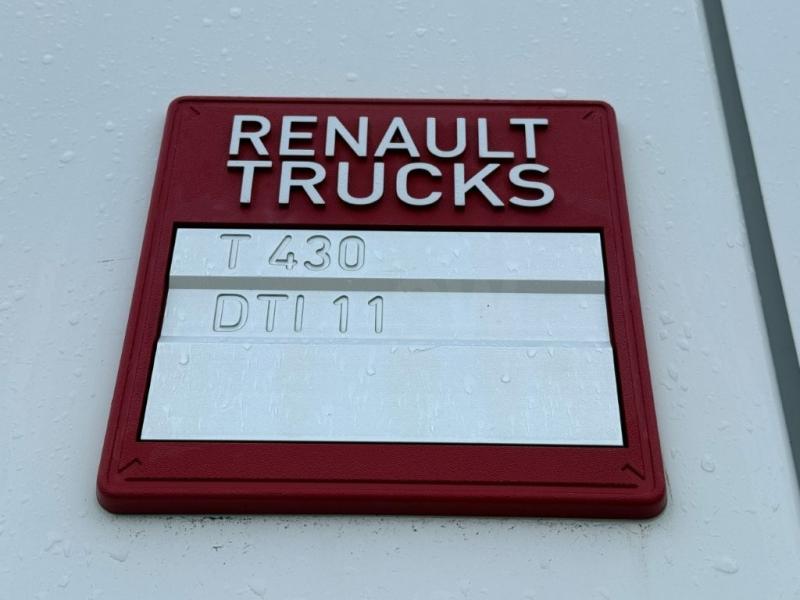 RENAULT
TRUCKS
T 430
DTI 11